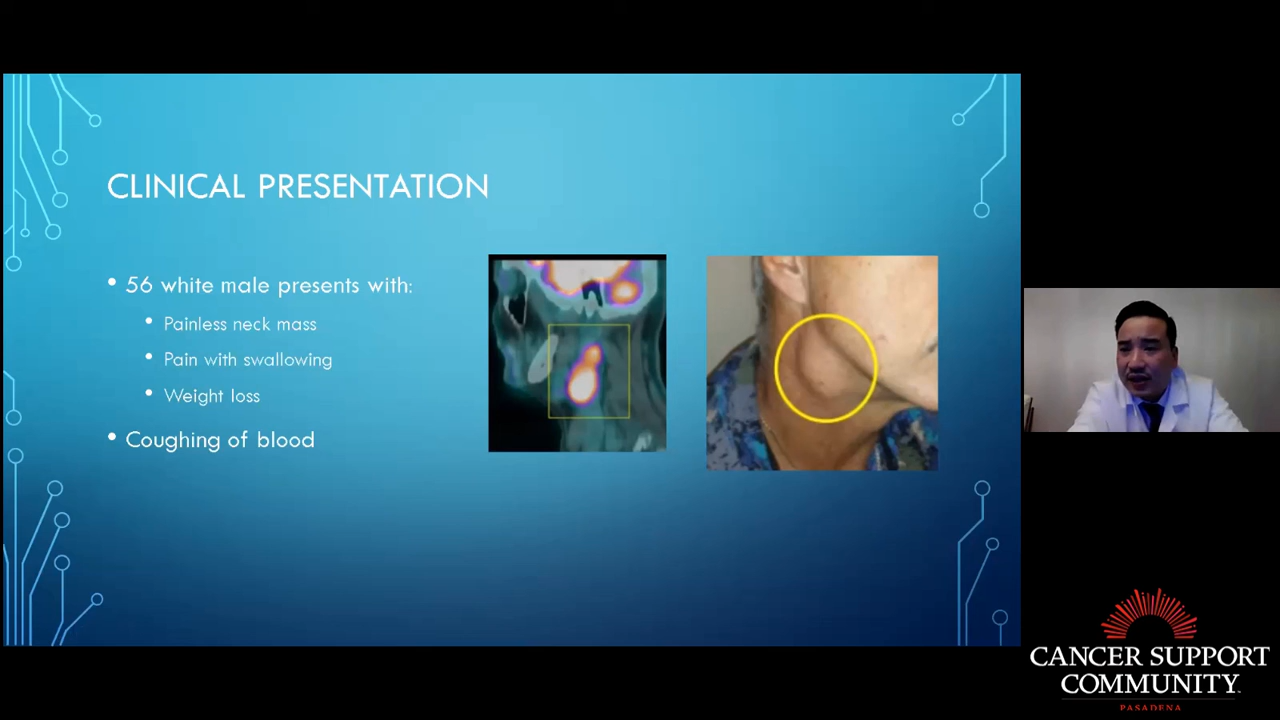 CLINICAL PRESENTATION
• 56 white male presents with:
• Painless neck mass
• Pain with swallowing
• Weight loss
• Coughing of blood
CANCER SUPPORT
COMMUNITY
PASADENA